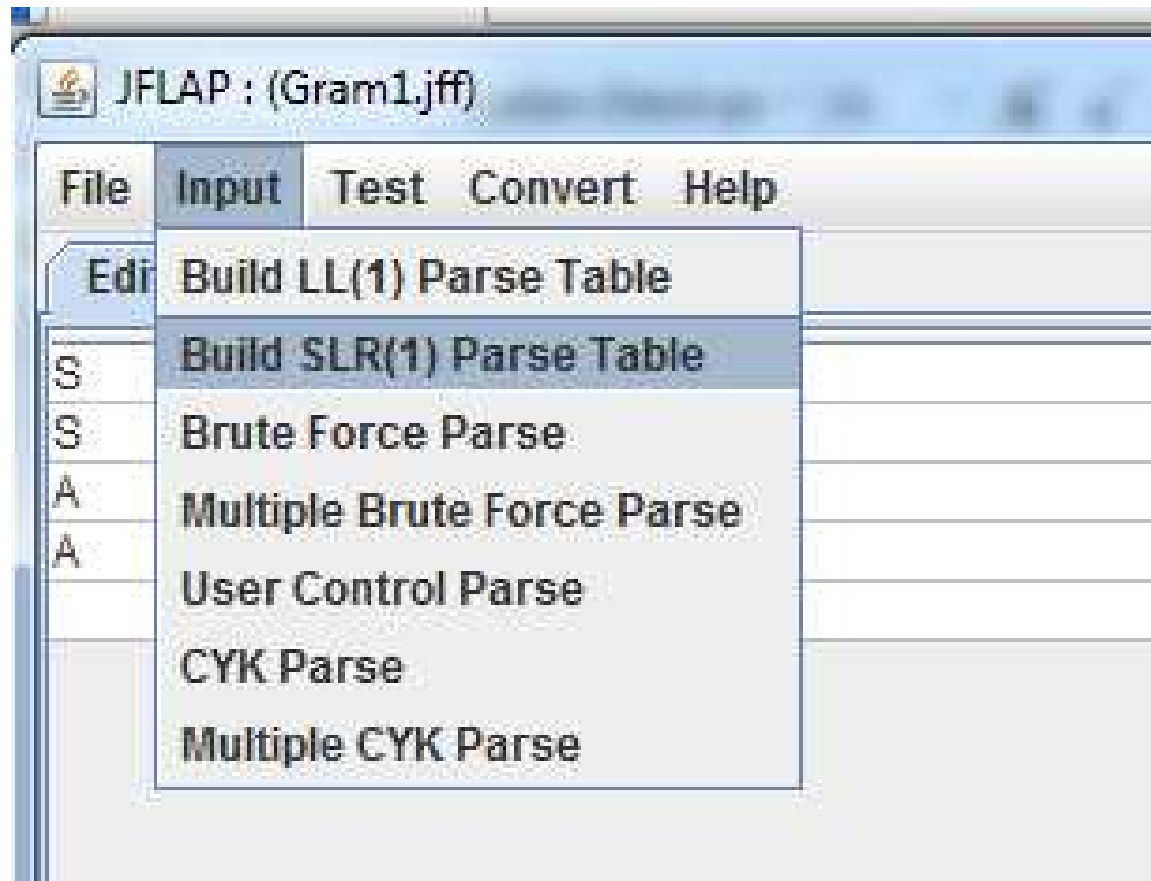 JFLAP : (Gram1.jff)
File Input Test Convert Help
Edi
Build LL(1) Parse Table
S Build SLR(1) Parse Table
S Brute Force Parse
A Multiple Brute Force Parse
A User Control Parse
CYK Parse
Multiple CYK Parse